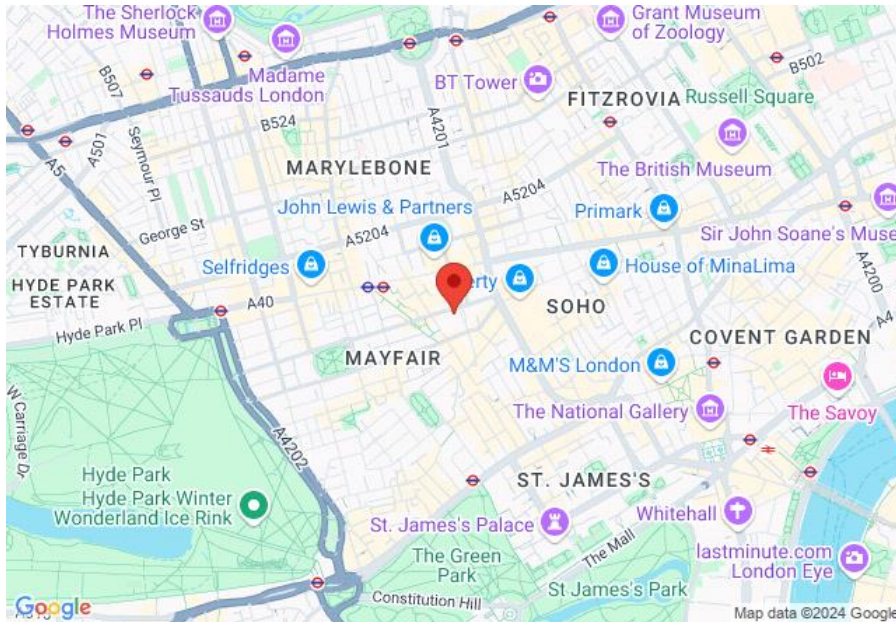 The Sherlock
Holmes Museum
Grant Museum
of Zoology
B507
Madame
Tussauds London
BT Tower
B502
FITZROVIA
Russell Square
A501
B524
A4201
Seymour Pl
A5
MARYLEBONE
The British Museum
A5204
John Lewis & Partners
Primark
George St
A5204
Sir John Soane's Muse
TYBURNIA
Selfridges
erty
House of MinaLima
A4200
HYDE PARK
ESTATE
A40
SOHO
Hyde Park Pl
A4
COVENT GARDEN
MAYFAIR
M&M'S London
W Carriage Dr
The Savoy
The National Gallery
A4202
Hyde Park
Hyde Park Winter
Wonderland Ice Rink
ST. JAMES'S
St. James's Palace
Whitehall
The Mall
The Green
Park
lastminute.com
London Eye
St James's Park
Constitution Hill
Google
Map data ©2024 Google